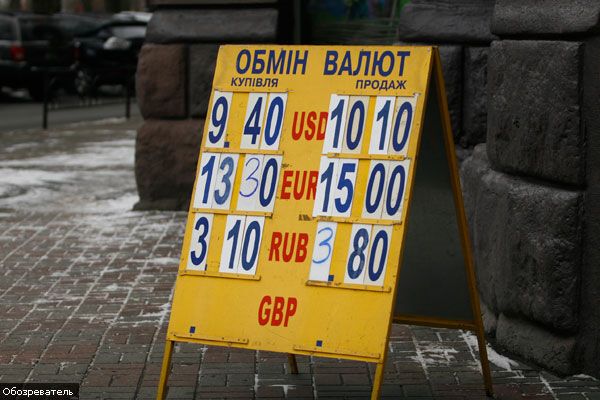 ОБМІН ВАЛЮТ
КУПІВЛЯ ПРОДАЖ
9.40 USD 10 10
13 30 EUR 15 00
3 10 RUB 3 80
GBP
Обозреватель